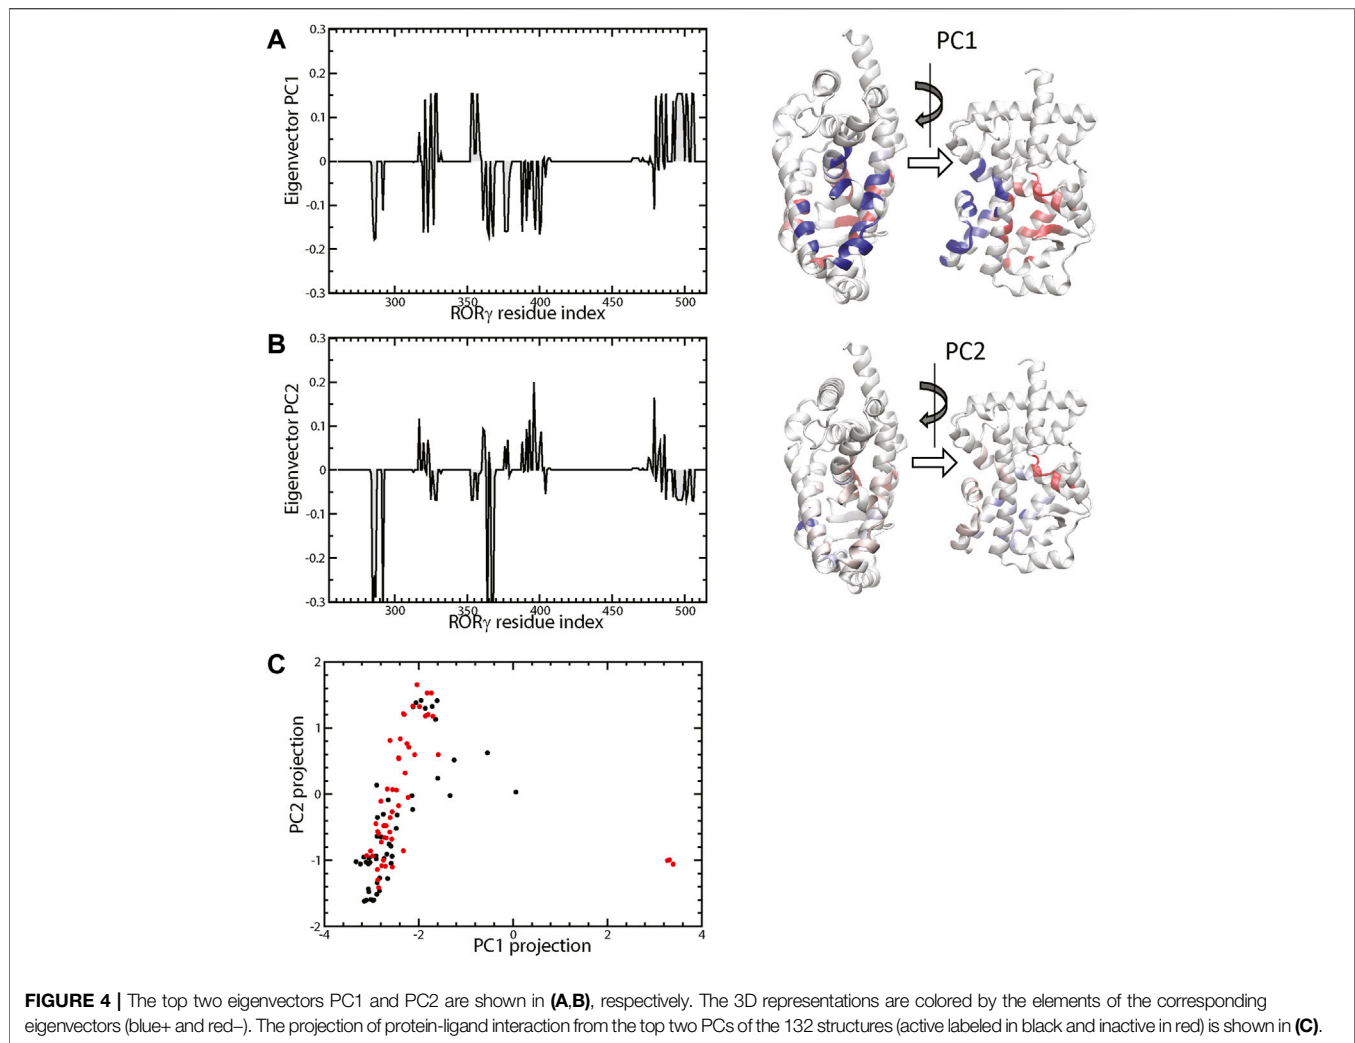 A
0.3
0.2
0.1
0
-0.1
-0.2
-0.3
Eigenvector PC1
300 350 400 450 500
RORγ residue index
PC1
B
0.3
0.2
0.1
0
-0.1
-0.2
-0.3
Eigenvector PC2
300 350 400 450 500
RORγ residue index
PC2
C
2
1
0
-1
-2
PC2 projection
-4 -2 0 2 4
PC1 projection
FIGURE 4 | The top two eigenvectors PC1 and PC2 are shown in (A,B), respectively. The 3D representations are colored by the elements of the corresponding
eigenvectors (blue+ and red–). The projection of protein-ligand interaction from the top two PCs of the 132 structures (active labeled in black and inactive in red) is shown in (C).